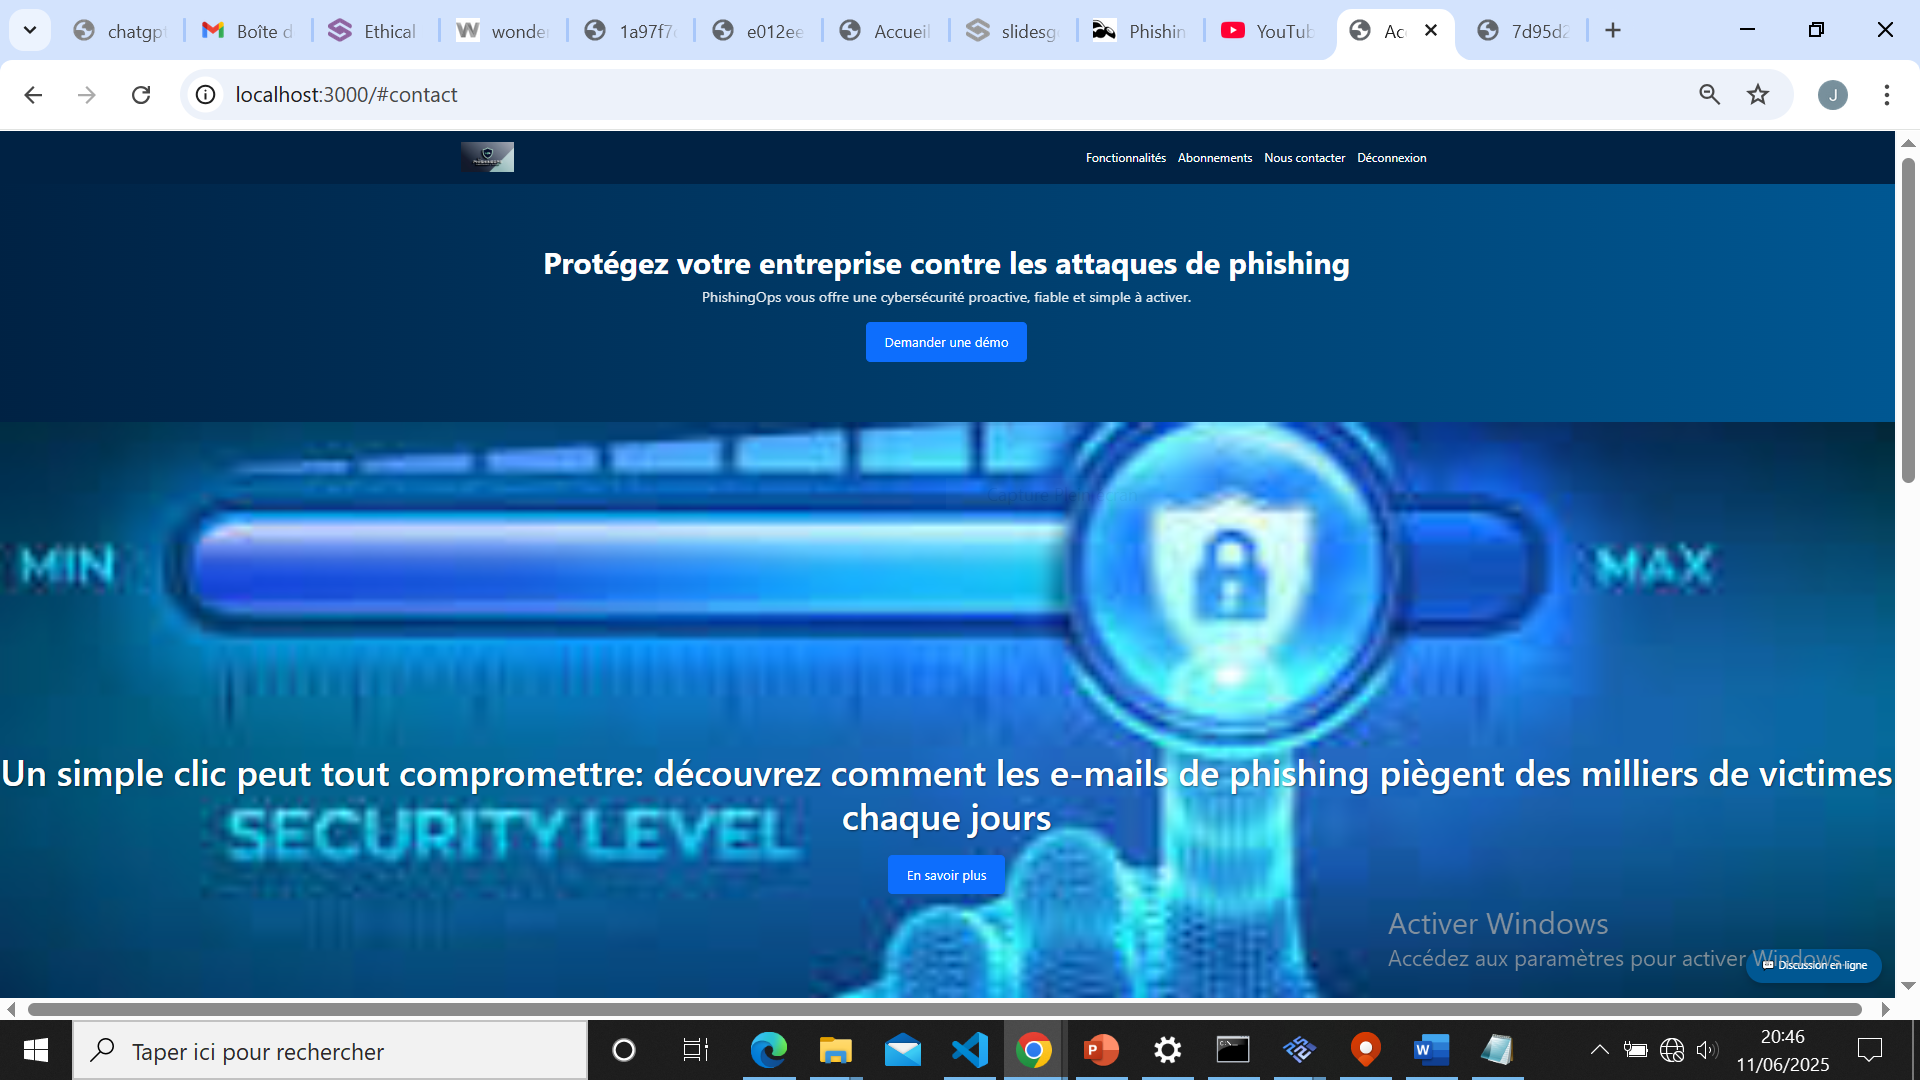 chatgpt
Boîte d
Ethical
wonder
1a97f7
e012ee
Accueil
slidesg
Phishin
YouTub
Ac
7d95d2
localhost:3000/#contact
J
Fonctionnalités Abonnements Nous contacter Déconnexion
Protégez votre entreprise contre les attaques de phishing
PhishingOps vous offre une cybersécurité proactive, fiable et simple à activer.
Demander une démo
MIN
MAX
Un simple clic peut tout compromettre: découvrez comment les e-mails de phishing piègent des milliers de victimes
chaque jours
SECURITY LEVEL
En savoir plus
Activer Windows
Accédez aux paramètres pour activer Windows.
Discussion en ligne
Taper ici pour rechercher
20:46
11/06/2025